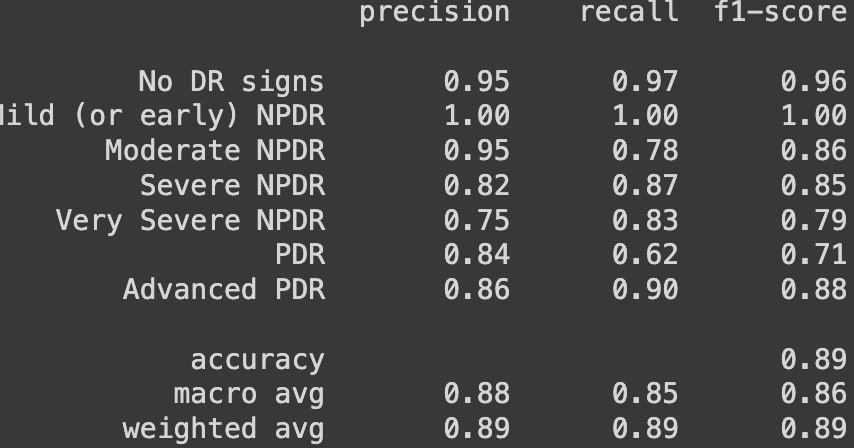 precision recall f1-score
No DR signs 0.95 0.97 0.96
ild (or early) NPDR 1.00 1.00 1.00
Moderate NPDR 0.95 0.78 0.86
Severe NPDR 0.82 0.87 0.85
Very Severe NPDR 0.75 0.83 0.79
PDR 0.84 0.62 0.71
Advanced PDR 0.86 0.90 0.88
accuracy 0.89
macro avg 0.88 0.85 0.86
weighted avg 0.89 0.89 0.89